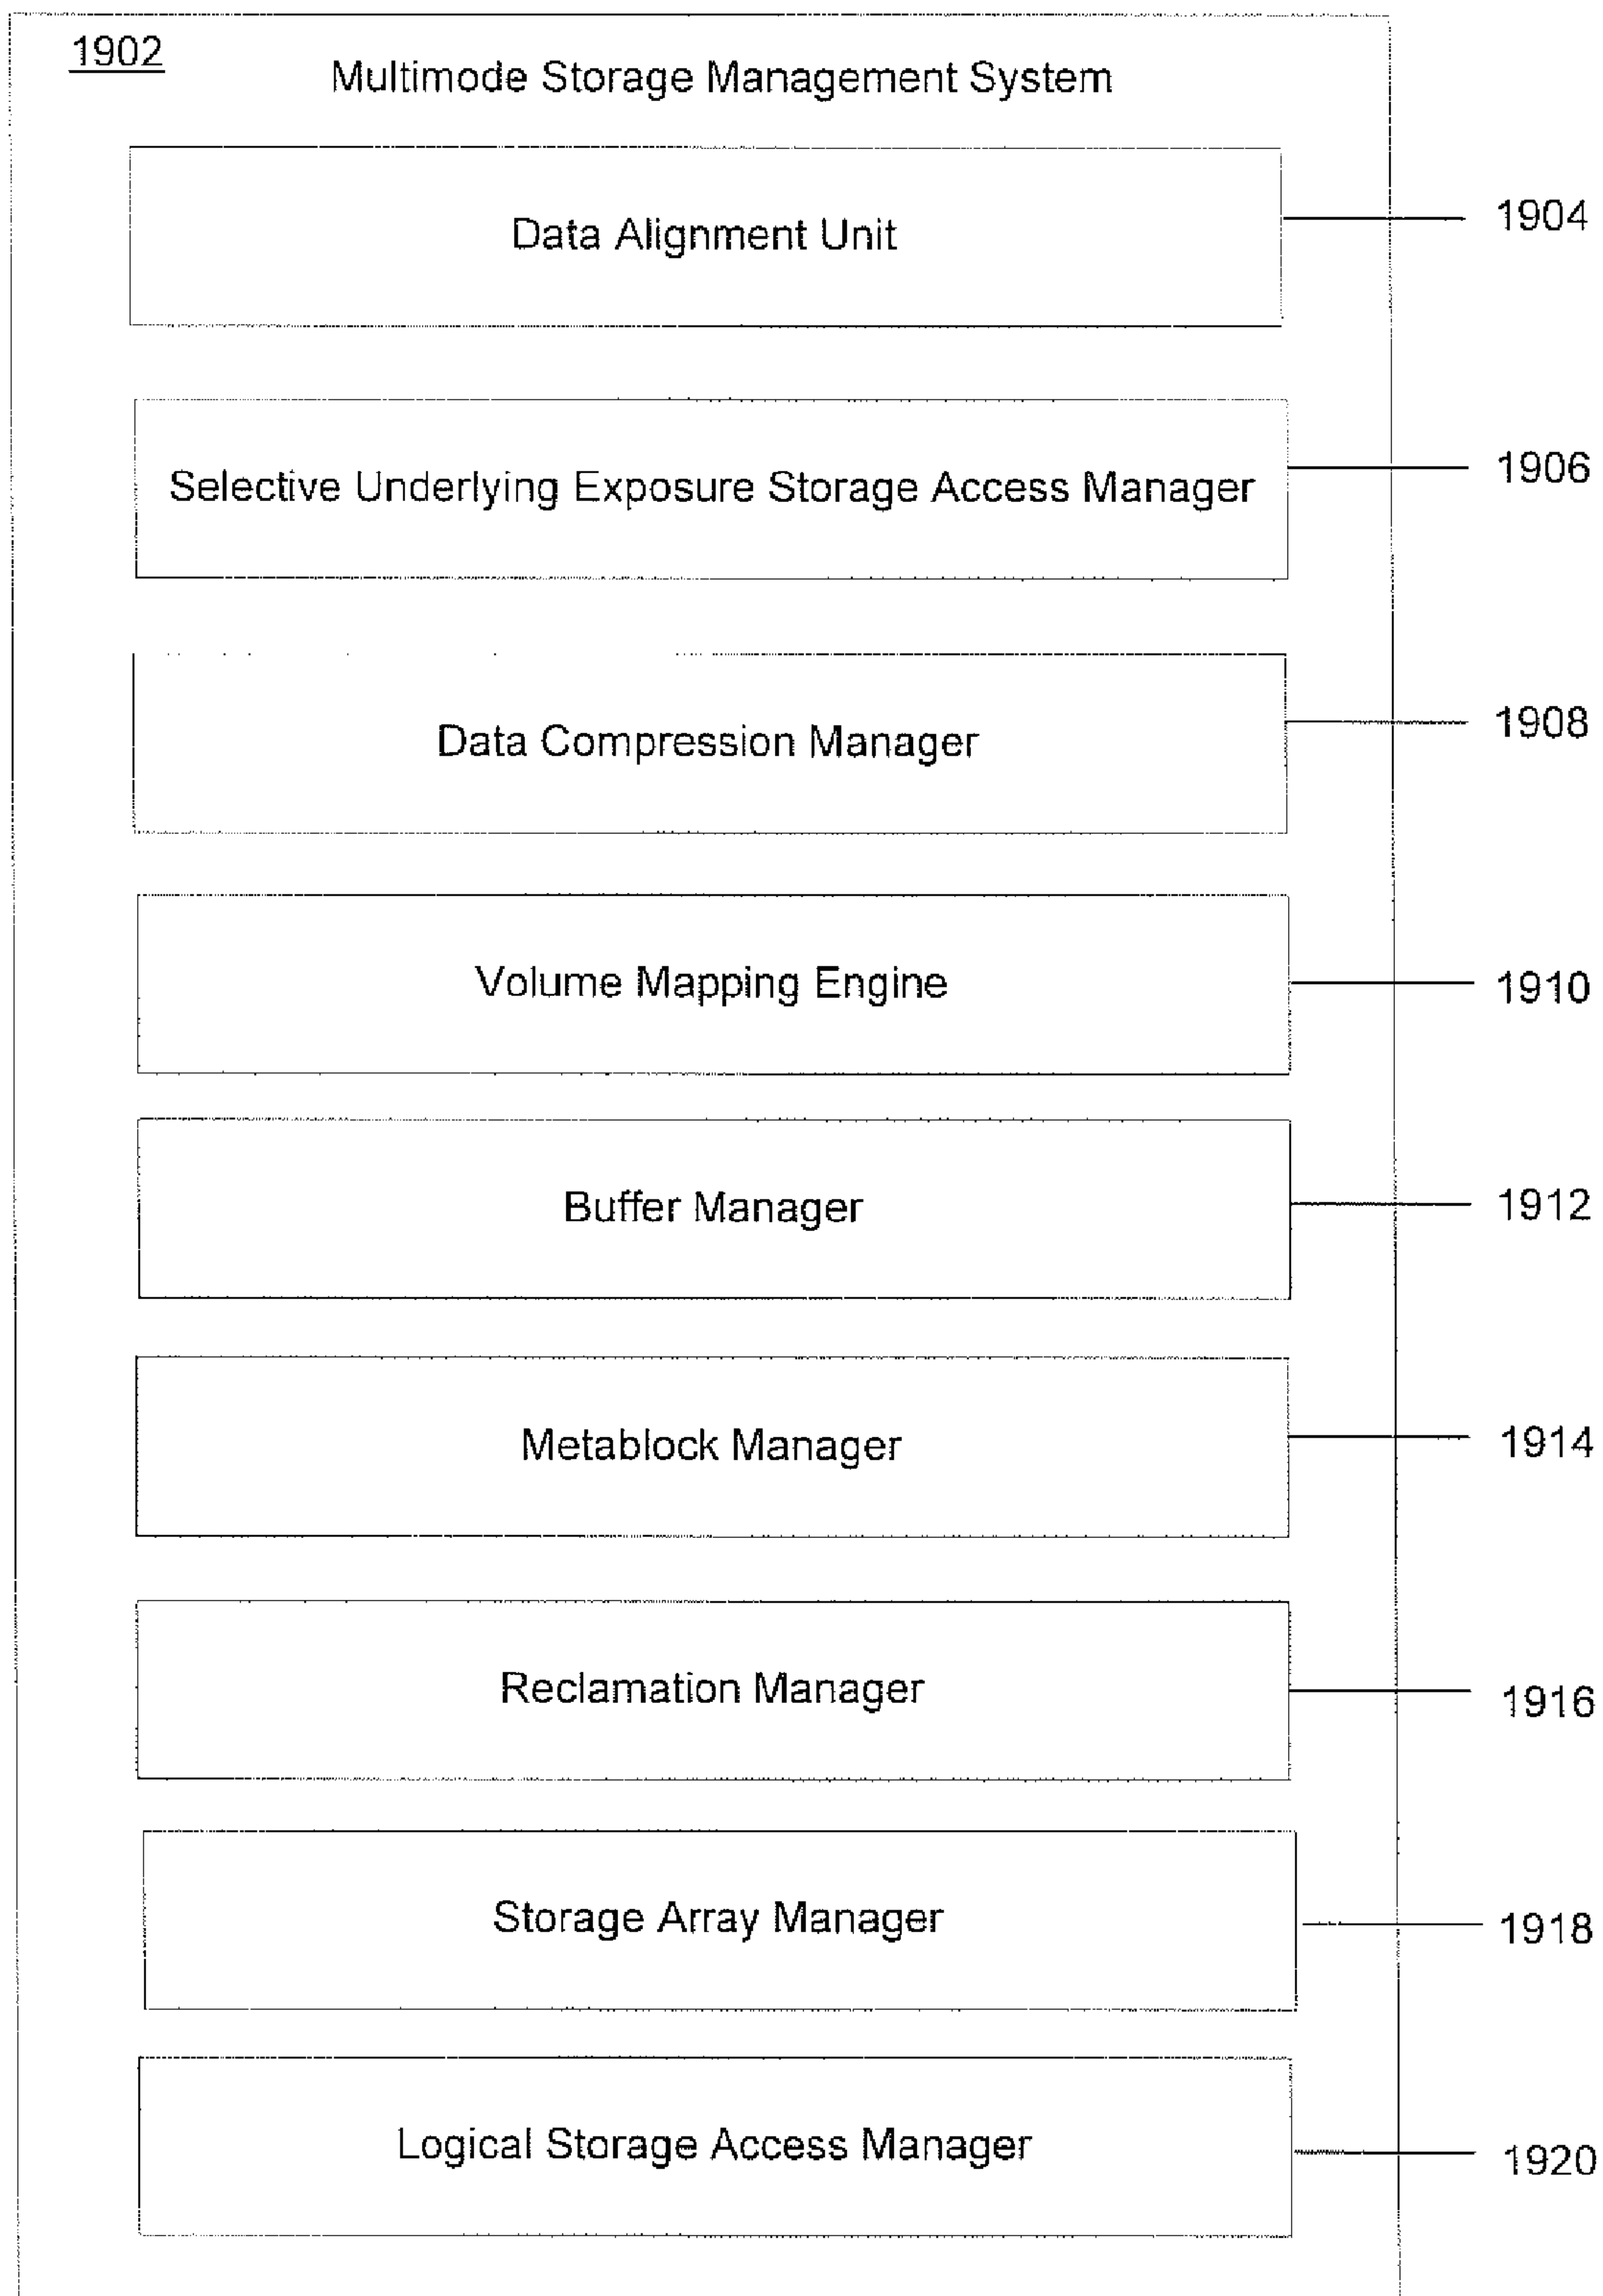 1902
Multimode Storage Management System
Data Alignment Unit
1904
Selective Underlying Exposure Storage Access Manager
1906
Data Compression Manager
1908
Volume Mapping Engine
1910
Buffer Manager
1912
Metablock Manager
1914
Reclamation Manager
1916
Storage Array Manager
1918
Logical Storage Access Manager
1920